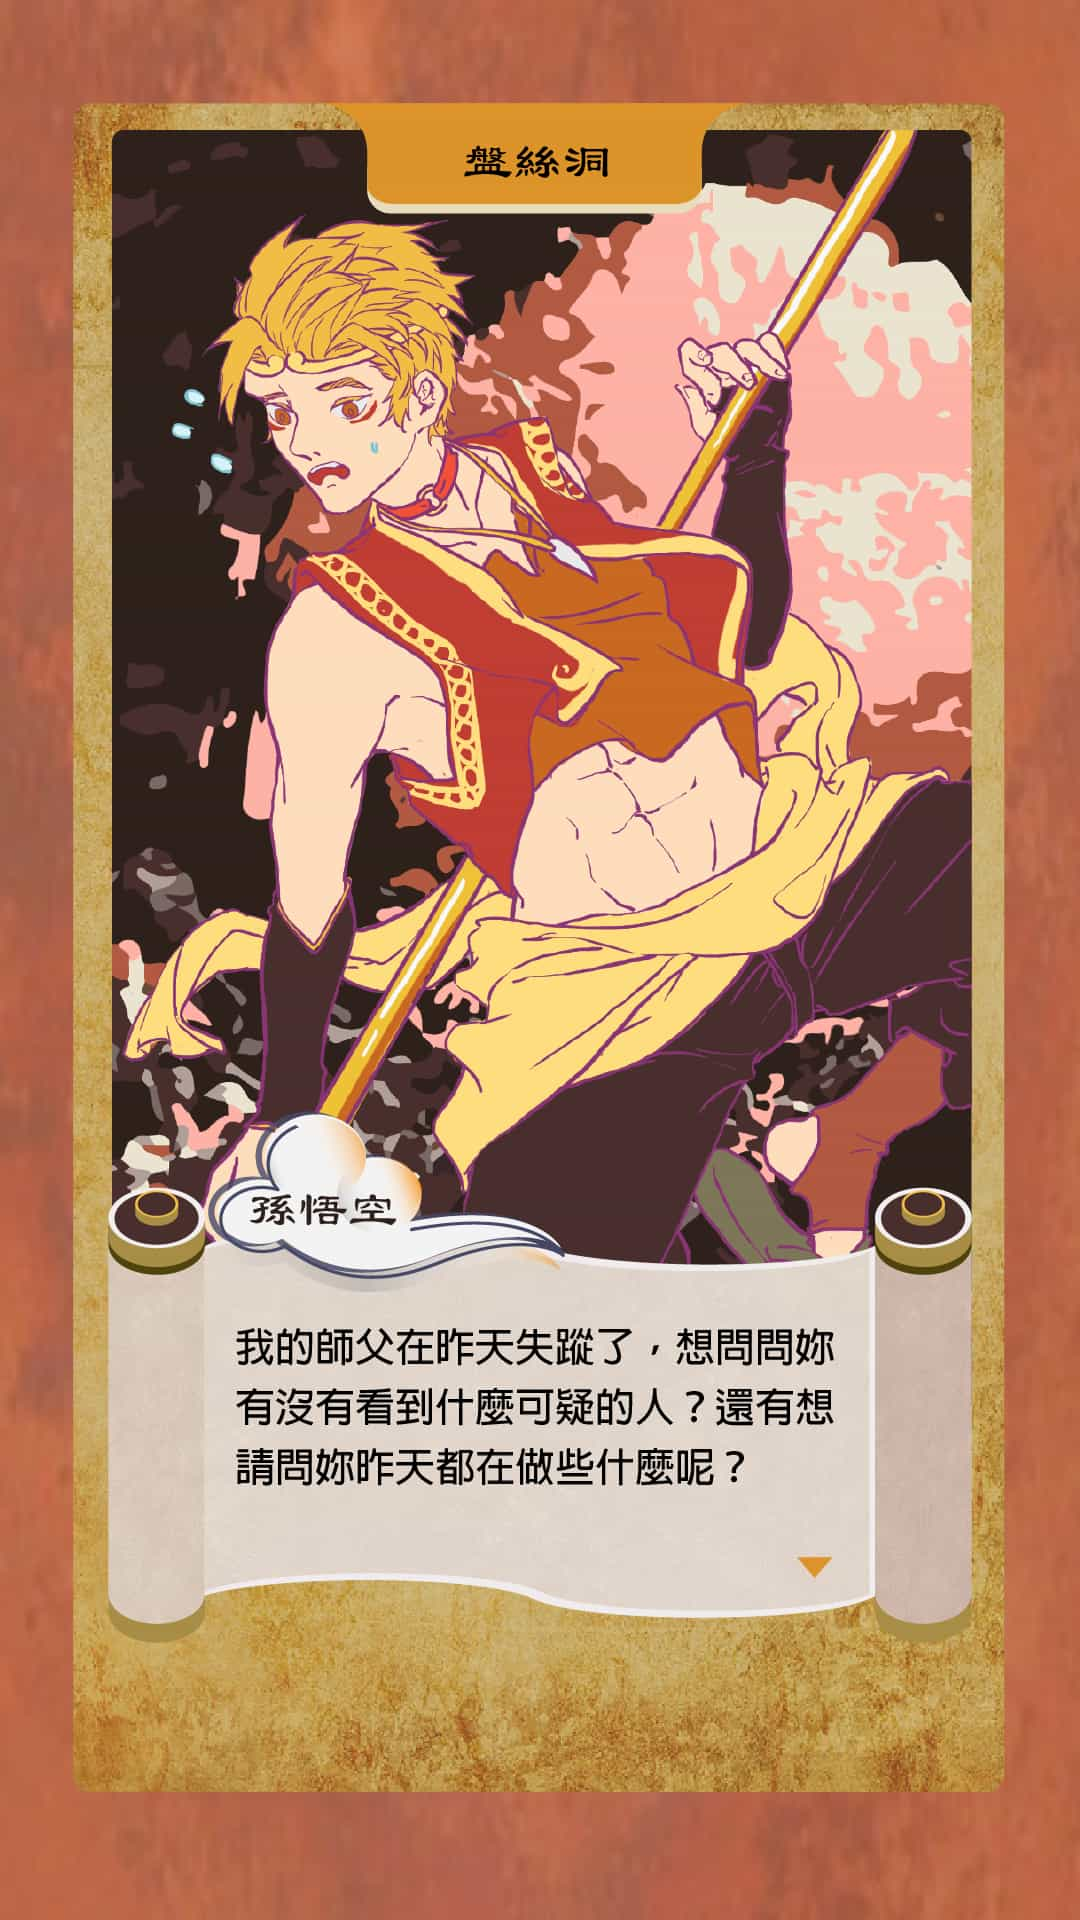 盤絲洞
孫悟空
我的師父在昨天失蹤了，想問問妳
有沒有看到什麼可疑的人？還有想
請問妳昨天都在做些什麼呢？